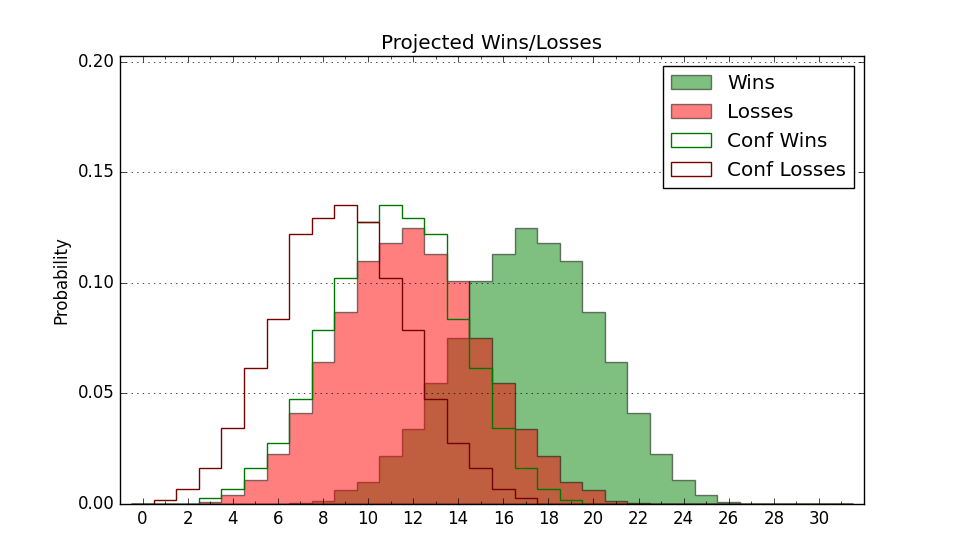 Projected Wins/Losses
Wins
Losses
Conf Wins
Conf Losses
Probability
0.20
0.15
0.10
0.05
0.00
0 2 4 6 8 10 12 14 16 18 20 22 24 26 28 30